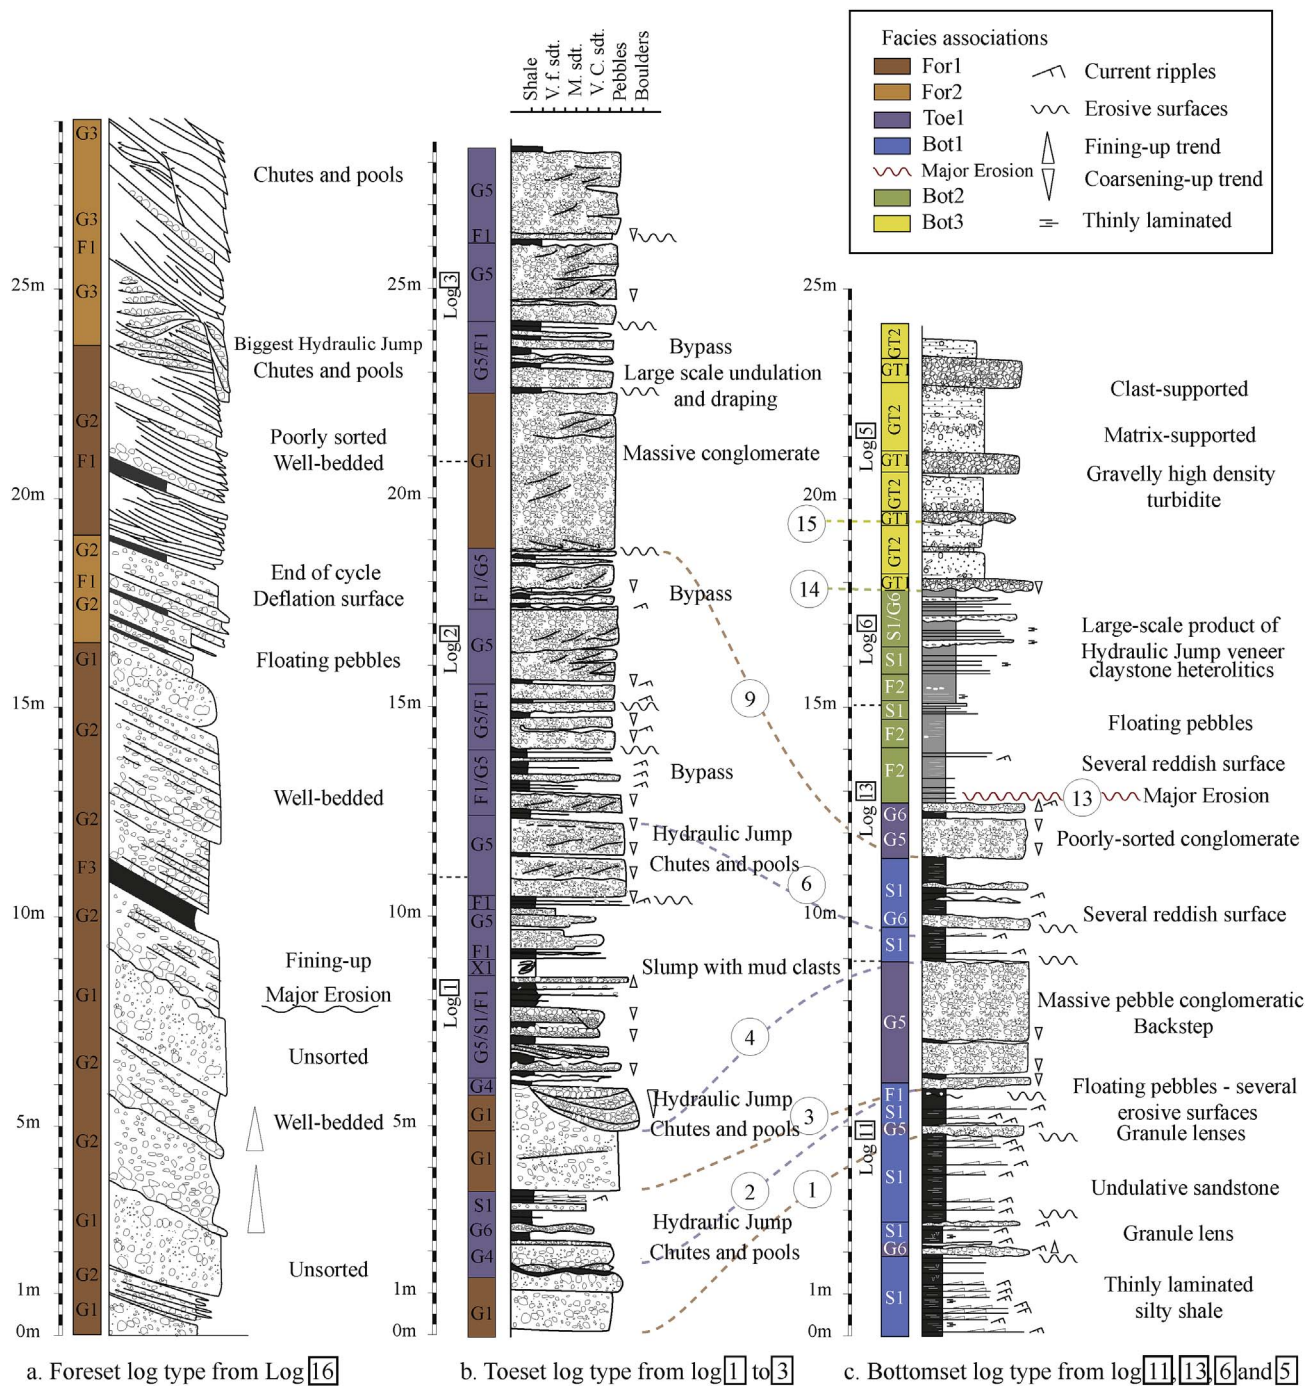 Facies associations
For1
For2
Toe1
Bot1
Major Erosion
Bot2
Bot3
Current ripples
Erosive surfaces
Fining-up trend
Coarsening-up trend
Thinly laminated
Shale
V. f. sdt.
M. sdt.
V. C. sdt.
Pebbles
Boulders
25m
20m
15m
10m
5m
1m
0m
G3
G3
F1
G3
G2
F1
G2
F1
G2
G1
G2
G2
F3
G2
G1
G2
G2
G1
G2
G1
Chutes and pools
Biggest Hydraulic Jump
Chutes and pools
Poorly sorted
Well-bedded
End of cycle
Deflation surface
Floating pebbles
Well-bedded
Fining-up
Major Erosion
Unsorted
Well-bedded
Unsorted
25m
20m
15m
10m
5m
1m
0m
Log 3
Log 2
Log 1
G5
F1
G5
G5/F1
G1
F1/G5
G5
G5/F1
F1/G5
G5
F1
G5
F1
X1
G5/S1/F1
G4
G1
G1
S1
G6
G4
G1
Bypass
Large scale undulation
and draping
Massive conglomerate
Bypass
Bypass
Hydraulic Jump
Chutes and pools
Slump with mud clasts
Hydraulic Jump
Chutes and pools
Hydraulic Jump
Chutes and pools
15
14
9
13
6
4
3
2
1
25m
20m
15m
10m
5m
1m
0m
Log 5
Log 6
Log 13
Log 11
GT2
GT1
GT2
GT1
GT2
GT1
GT2
GT1
S1/G6
S1
F2
S1
F2
F2
G6
G5
S1
G6
S1
G5
F1
S1
G5
S1
S1
G6
S1
Clast-supported
Matrix-supported
Gravelly high density
turbidite
Large-scale product of
Hydraulic Jump veneer
claystone heterolitics
Floating pebbles
Several reddish surface
Major Erosion
Poorly-sorted conglomerate
Several reddish surface
Massive pebble conglomeratic
Backstep
Floating pebbles - several
erosive surfaces
Granule lenses
Undulative sandstone
Granule lens
Thinly laminated
silty shale
a. Foreset log type from Log 16
b. Toeset log type from log 1 to 3
c. Bottomset log type from log 11, 13, 6 and 5